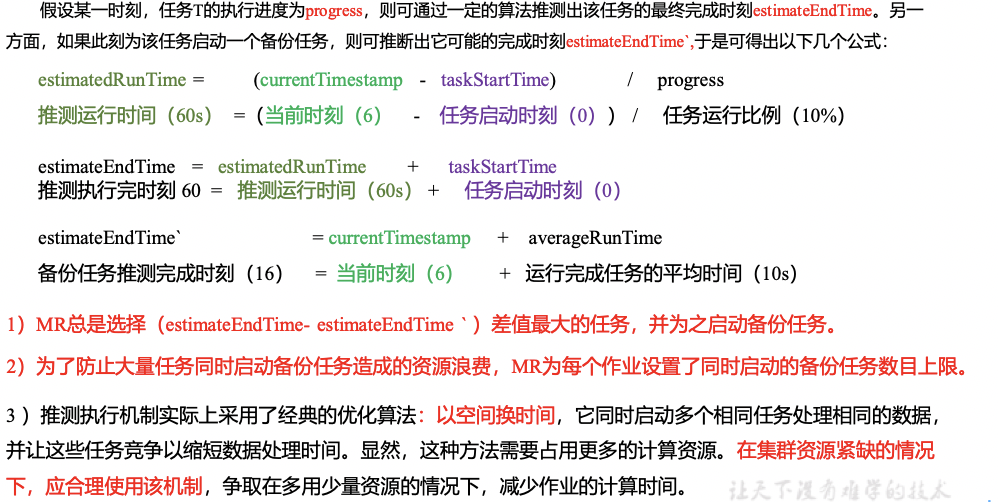 假设某一时刻，任务T的执行进度为progress，则可通过一定的算法推测出该任务的最终完成时刻estimateEndTime。另一
方面，如果此刻为该任务启动一个备份任务，则可推断出它可能的完成时刻estimateEndTime`,于是可得出以下几个公式：
estimatedRunTime = (currentTimestamp - taskStartTime) / progress
推测运行时间（60s） =（当前时刻（6） - 任务启动时刻（0）） / 任务运行比例（10%）
estimateEndTime = estimatedRunTime + taskStartTime
推测执行完时刻 60 = 推测运行时间（60s）+ 任务启动时刻（0）
estimateEndTime` = currentTimestamp + averageRunTime
备份任务推测完成时刻（16） = 当前时刻（6） + 运行完成任务的平均时间（10s）
1）MR总是选择（estimateEndTime- estimateEndTime ` ）差值最大的任务，并为之启动备份任务。
2）为了防止大量任务同时启动备份任务造成的资源浪费，MR为每个作业设置了同时启动的备份任务数目上限。
3 ）推测执行机制实际上采用了经典的优化算法：以空间换时间，它同时启动多个相同任务处理相同的数据，
并让这些任务竞争以缩短数据处理时间。显然，这种方法需要占用更多的计算资源。在集群资源紧缺的情况
下，应合理使用该机制，争取在多用少量资源的情况下，减少作业的计算时间。
让天下没有难学的技术